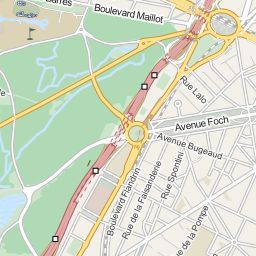 Barres
Boulevard Maillot
Rue Lalo
Avenue Foch
Avenue Bugeaud
Rue Spontini
Rue de la Faisanderie
Boulevard Flandrin
Rue de la Pompe